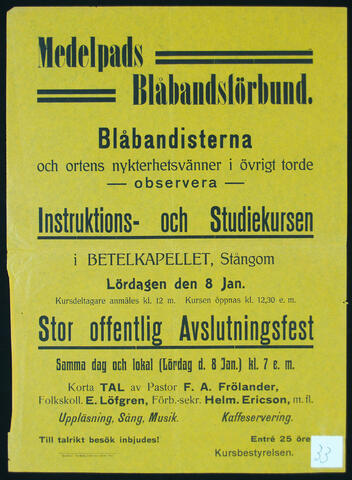 Medelpads
Blåbandsförbund.
Blåbandisterna
och ortens nykterhetsvänner i övrigt torde
— observera —
Instruktions- och Studiekursen
i BETELKAPELLET, Stångom
Lördagen den 8 Jan.
Kursdeltagare anmäles kl. 12 m. Kursen öppnas kl. 12,30 e. m.
Stor offentlig Avslutningsfest
Samma dag och lokal (Lördag d. 8 Jan.) kl. 7 e. m.
Korta TAL av Pastor F. A. Frölander,
Folkskoll. E. Löfgren, Förb.-sekr. Helm. Ericson, m. fl.
Uppläsning, Sång, Musik. Kaffeservering.
Till talrikt besök inbjudes! Entré 25 öre
Kursbestyrelsen.
33